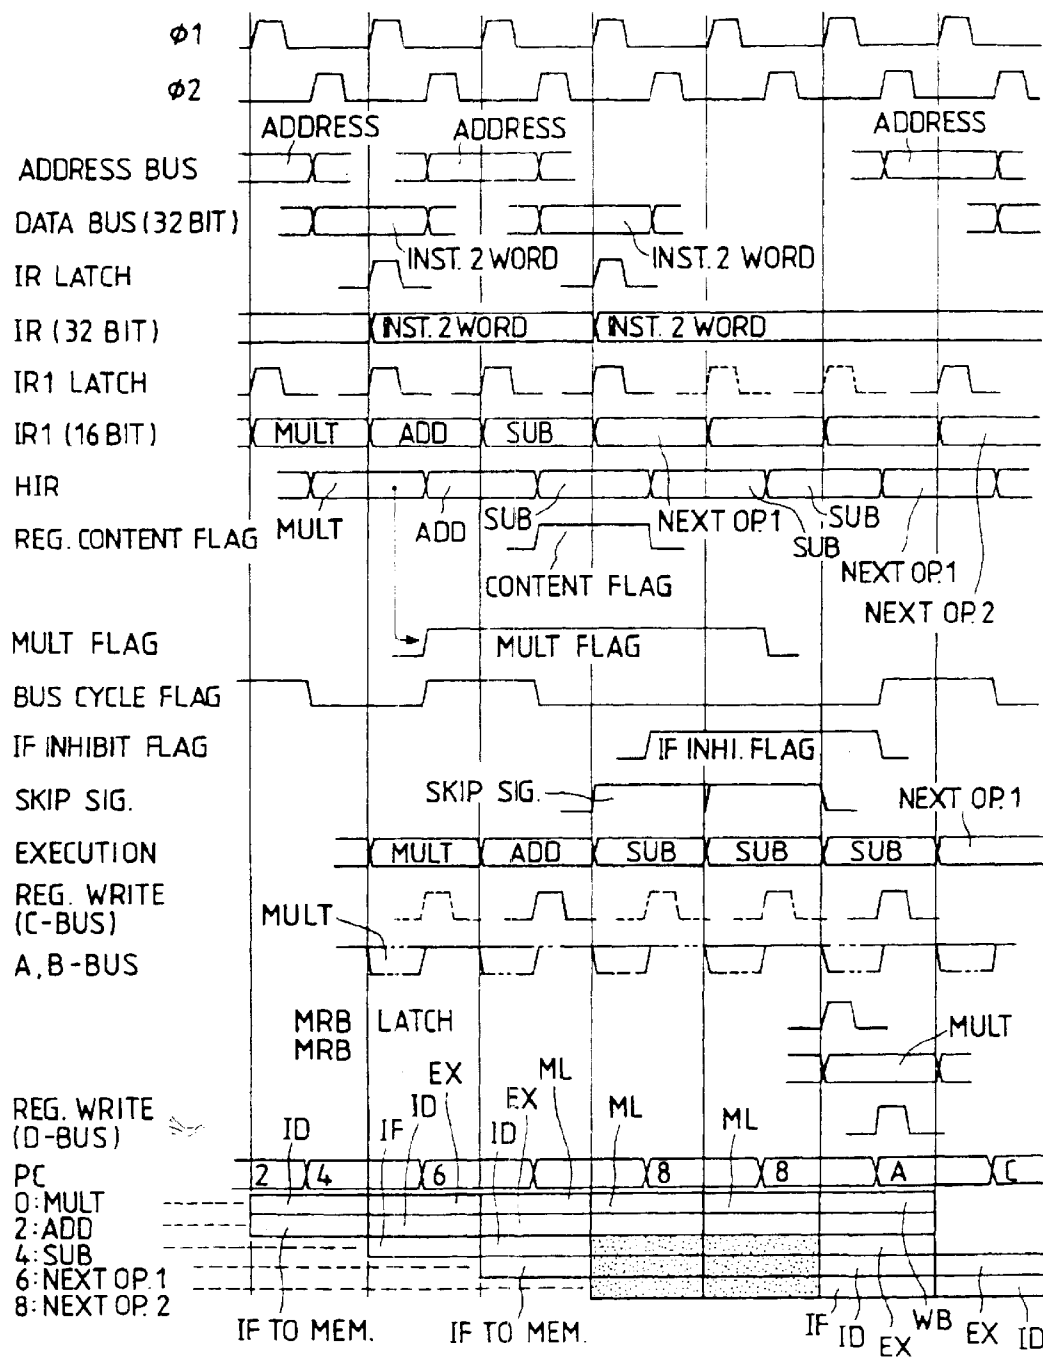 φ1
φ2
ADDRESS ADDRESS ADDRESS
ADDRESS BUS
DATA BUS (32 BIT)
INST. 2 WORD INST. 2 WORD
IR LATCH
IR (32 BIT) INST. 2 WORD INST. 2 WORD
IR1 LATCH
IR1 (16 BIT) MULT ADD SUB
HIR
MULT ADD SUB NEXT OP.1 SUB SUB
REG. CONTENT FLAG
CONTENT FLAG NEXT OP.1
NEXT OP. 2
MULT FLAG MULT FLAG
BUS CYCLE FLAG
IF INHIBIT FLAG IF INHI. FLAG
SKIP SIG. SKIP SIG. NEXT OP.1
EXECUTION MULT ADD SUB SUB SUB
REG. WRITE
(C-BUS) MULT
A, B-BUS
MRB LATCH
MRB MULT
EX ML
REG. WRITE ID EX ML ML
(D-BUS) ID IF ID
PC 2 4 6 8 8 A C
0: MULT
2: ADD
4: SUB
6: NEXT OP. 1
8: NEXT OP. 2
IF TO MEM. IF TO MEM. IF ID EX WB EX ID